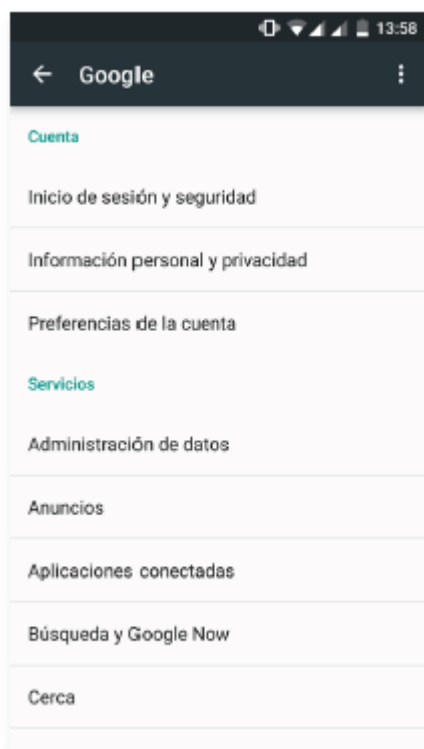 13:58
Google
Cuenta
Inicio de sesión y seguridad
Información personal y privacidad
Preferencias de la cuenta
Servicios
Administración de datos
Anuncios
Aplicaciones conectadas
Búsqueda y Google Now
Cerca